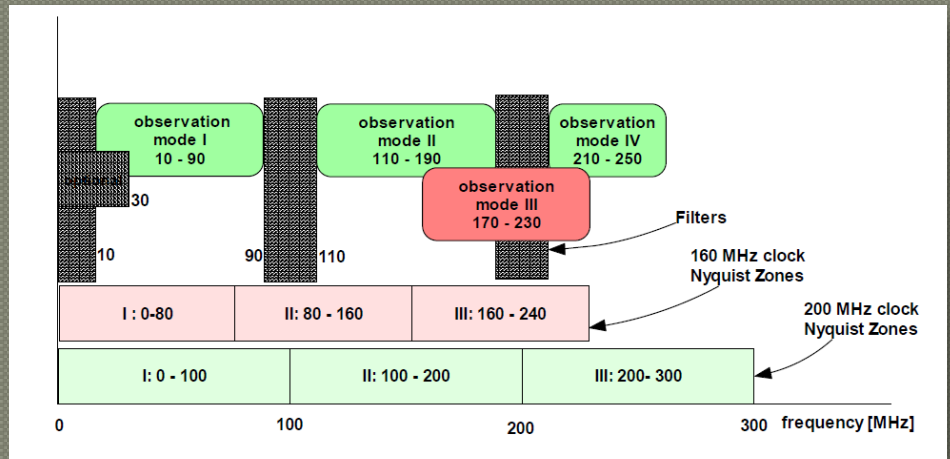 observation
mode I
10 - 90
observation
mode II
110 - 190
observation
mode IV
210 - 250
optional
30
observation
mode III
170 - 230
Filters
10
90
110
160 MHz clock
Nyquist Zones
I : 0-80
II: 80 - 160
III: 160 - 240
200 MHz clock
Nyquist Zones
I: 0 - 100
II: 100 - 200
III: 200- 300
0
100
200
300
frequency [MHz]